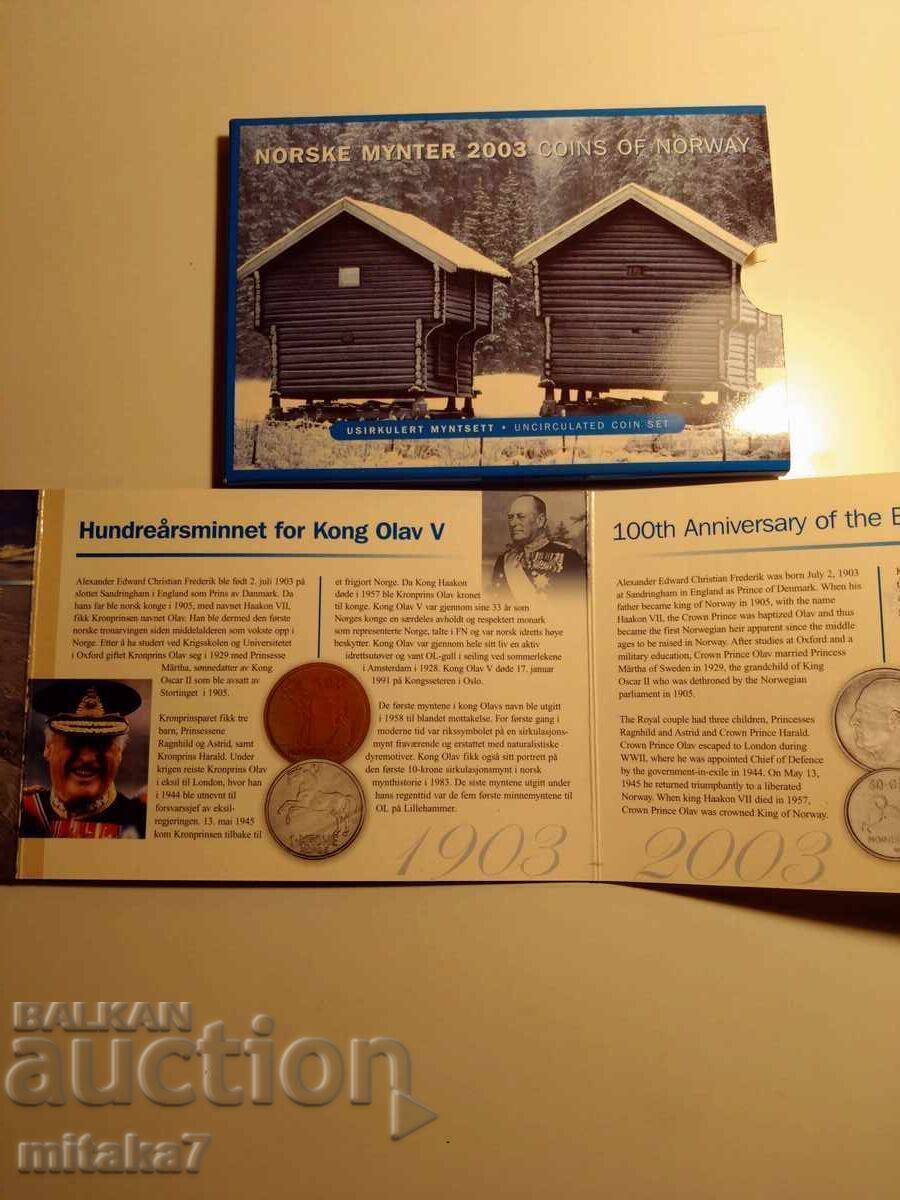 NORSKE MYNTER 2003 COINS OF NORWAY
USIRKULERT MYNTSETT • UNCIRCULATED COIN SET
Hundreårsminnet for Kong Olav V
Alexander Edward Christian Frederik ble født 2. juli 1903 på
slottet Sandringham i England som Prins av Danmark. Da
hans far ble norsk konge i 1905, med navnet Haakon VII,
fikk Kronprinsen navnet Olav. Han ble dermed den første
norske tronarvingen siden middelalderen som vokste opp i
Norge. Etter å ha studert ved Krigsskolen og Universitetet
i Oxford giftet Kronprins Olav seg i 1929 med Prinsesse
Märtha, sønnedatter av Kong
Oscar II som ble avsatt av
Stortinget i 1905.
Kronprinsparet fikk tre
barn, Prinsessene
Ragnhild og Astrid, samt
Kronprins Harald. Under
krigen reiste Kronprins Olav
i eksil til London, hvor han
i 1944 ble utnevnt til
forsvarssjef av eksil-
regjeringen. 13. mai 1945
kom Kronprinsen tilbake til
et frigjort Norge. Da Kong Haakon
døde i 1957 ble Kronprins Olav kronet
til konge. Kong Olav V var gjennom sine 33 år som
Norges konge en særdeles avholdt og respektert monark
som representerte Norge, talte i FN og var norsk idretts høye
beskytter. Kong Olav var gjennom hele sitt liv en aktiv
idrettsutøver og vant OL-gull i seiling ved sommerlekene
i Amsterdam i 1928. Kong Olav V døde 17. januar
1991 på Kongsseteren i Oslo.
De første myntene i kong Olavs navn ble utgitt
i 1958 til blandet mottakelse. For første gang i
moderne tid var rikssymbolet på en sirkulasjons-
mynt fraværende og erstattet med naturalistiske
dyremotiver. Kong Olav fikk også sitt portrett på
den første 10-krone sirkulasjonsmynt i norsk
mynthistorie i 1983. De siste myntene utgitt under
hans regentid var de fem første minnemyntene til
OL på Lillehammer.
1903 - 2003
100th Anniversary of the B
Alexander Edward Christian Frederik was born July 2, 1903
at Sandringham in England as Prince of Denmark. When his
father became king of Norway in 1905, with the name
Haakon VII, the Crown Prince was baptized Olav and thus
became the first Norwegian heir apparent since the middle
ages to be raised in Norway. After studies at Oxford and a
military education, Crown Prince Olav married Princess
Märtha of Sweden in 1929, the grandchild of King
Oscar II who was dethroned by the Norwegian
parliament in 1905.
The Royal couple had three children, Princesses
Ragnhild and Astrid and Crown Prince Harald.
Crown Prince Olav escaped to London during
WWII, where he was appointed Chief of Defence
by the government-in-exile in 1944. On May 13,
1945 he returned triumphantly to a liberated
Norway. When king Haakon VII died in 1957,
Crown Prince Olav was crowned King of Norway.
BALKAN
auction
mitaka7